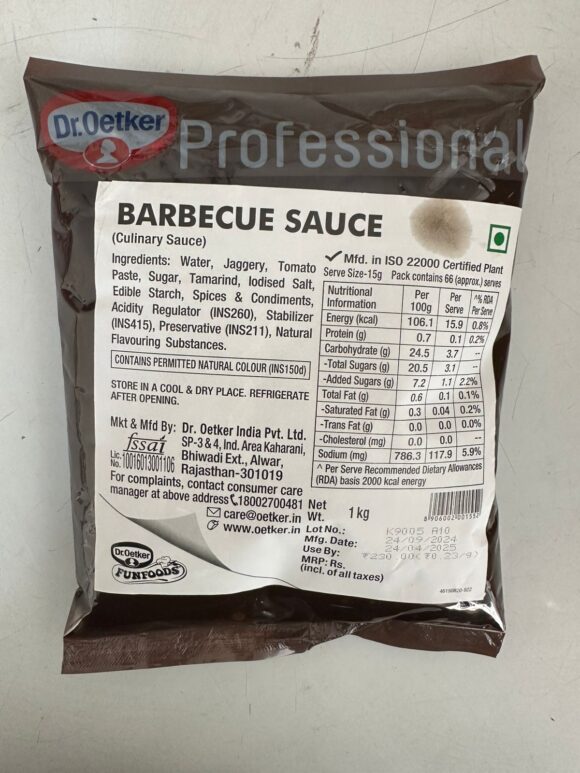 Dr.Oetker
Professional
BARBECUE SAUCE
(Culinary Sauce)
Ingredients: Water, Jaggery, Tomato
Paste, Sugar, Tamarind, Iodised Salt,
Edible Starch, Spices & Condiments,
Acidity Regulator (INS260), Stabilizer
(INS415), Preservative (INS211), Natural
Flavouring Substances.
CONTAINS PERMITTED NATURAL COLOUR (INS150d)
STORE IN A COOL & DRY PLACE. REFRIGERATE
AFTER OPENING.
Mkt & Mfd By: Dr. Oetker India Pvt. Ltd.
SP-3 & 4, Ind. Area Kaharani,
Bhiwadi Ext., Alwar,
Rajasthan-301019
fssai
Lic. No. 10016013001106
For complaints, contact consumer care
manager at above address 18002700481
care@oetker.in
www.oetker.in
Dr.Oetker
FUNFOODS
✓ Mfd. in ISO 22000 Certified Plant
Serve Size-15g Pack contains 66 (approx.) serves
Nutritional Information Per 100g Per Serve ^% RDA Per Serve
Energy (kcal) 106.1 15.9 0.8%
Protein (g) 0.7 0.1 0.2%
Carbohydrate (g) 24.5 3.7 --
-Total Sugars (g) 20.5 3.1 --
-Added Sugars (g) 7.2 1.1 2.2%
Total Fat (g) 0.6 0.1 0.1%
-Saturated Fat (g) 0.3 0.04 0.2%
-Trans Fat (g) 0.0 0.0 0.0%
-Cholesterol (mg) 0.0 0.0 --
Sodium (mg) 786.3 117.9 5.9%
^ Per Serve Recommended Dietary Allowances
(RDA) basis 2000 kcal energy
Net Wt. 1 kg
Lot No.: K9005 A10
Mfg. Date: 24/09/2024
Use By: 24/04/2025
MRP: Rs. ₹230.00(₹0.23/g)
(incl. of all taxes)